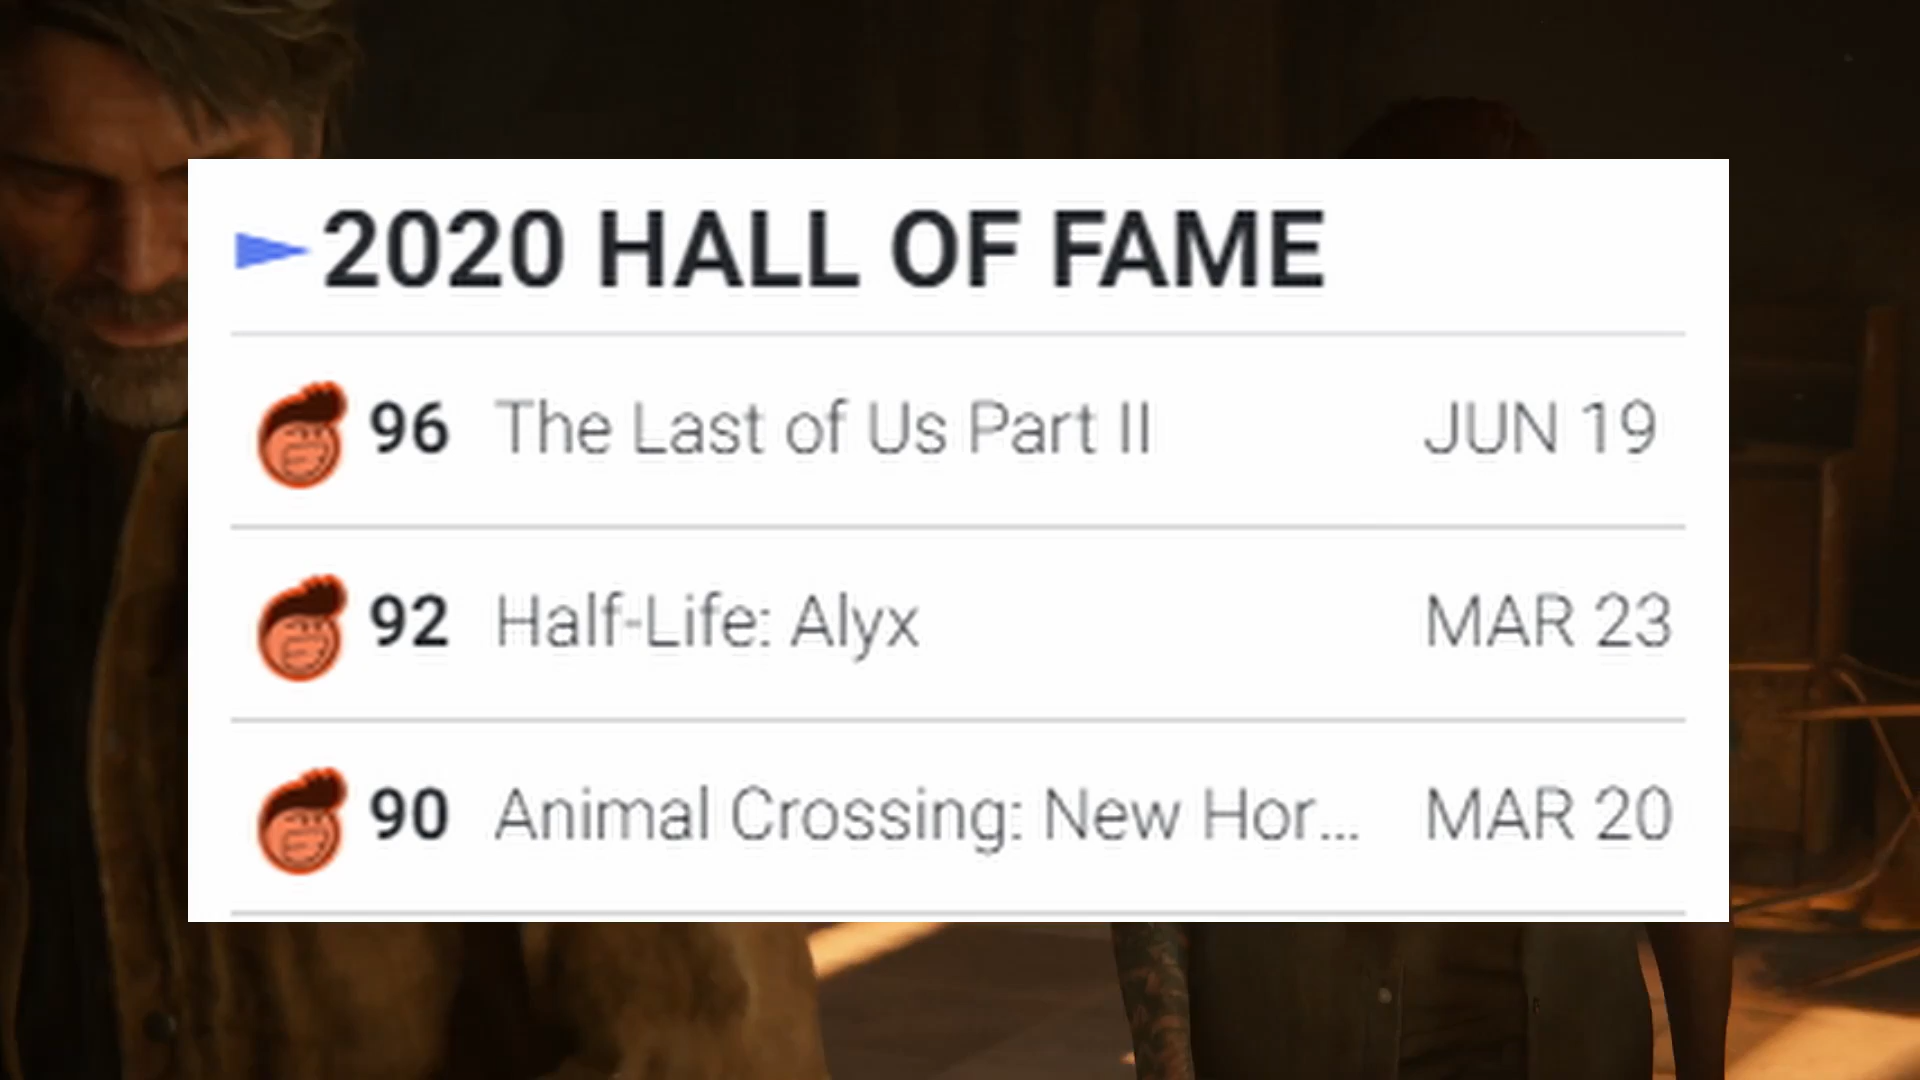 2020 HALL OF FAME
96 The Last of Us Part II JUN 19
92 Half-Life: Alyx MAR 23
90 Animal Crossing: New Hor... MAR 20